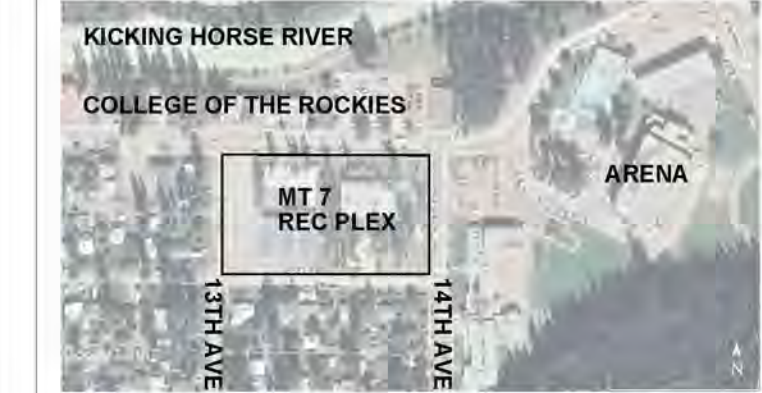 KICKING HORSE RIVER
COLLEGE OF THE ROCKIES
MT 7
REC PLEX
ARENA
13TH AVE
14TH AVE
N